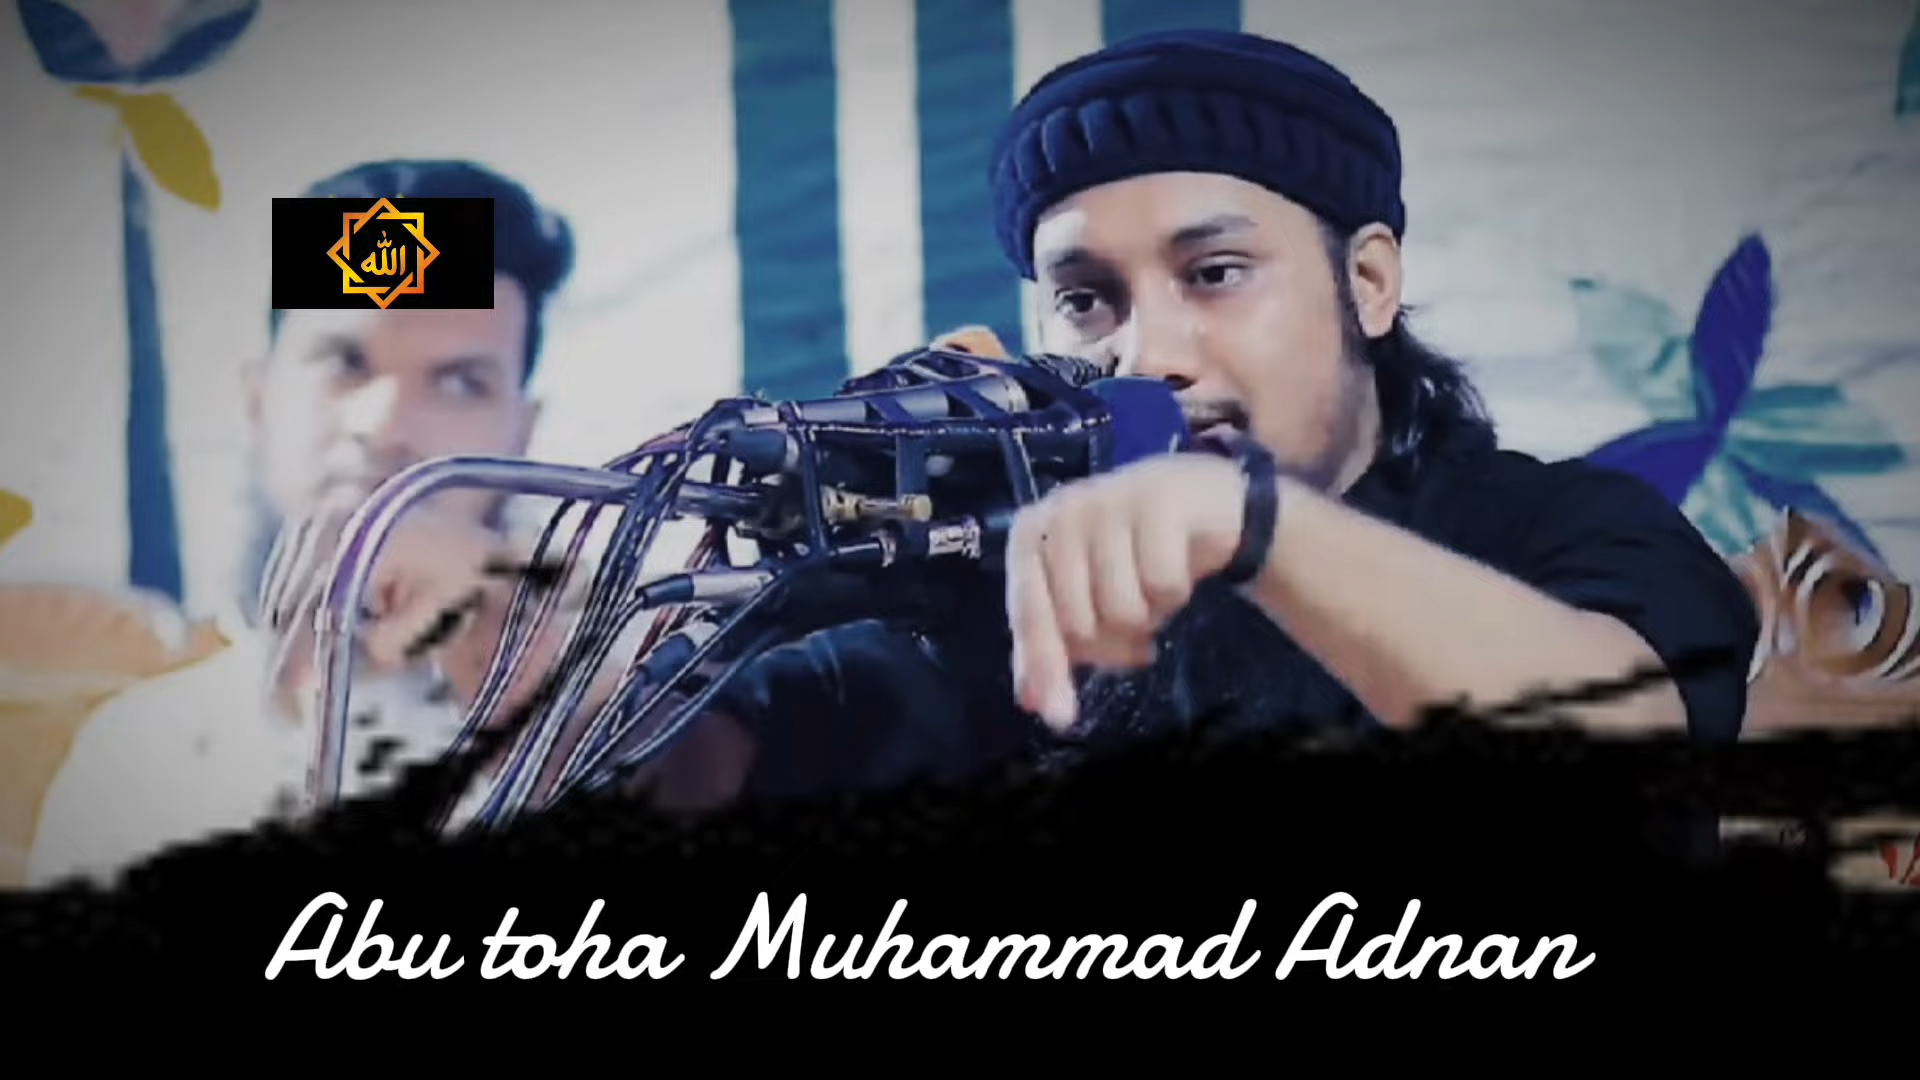 الله
Abu toha Muhammad Adnan